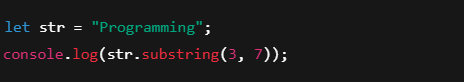 let str = "Programming";
console.log(str.substring(3, 7));